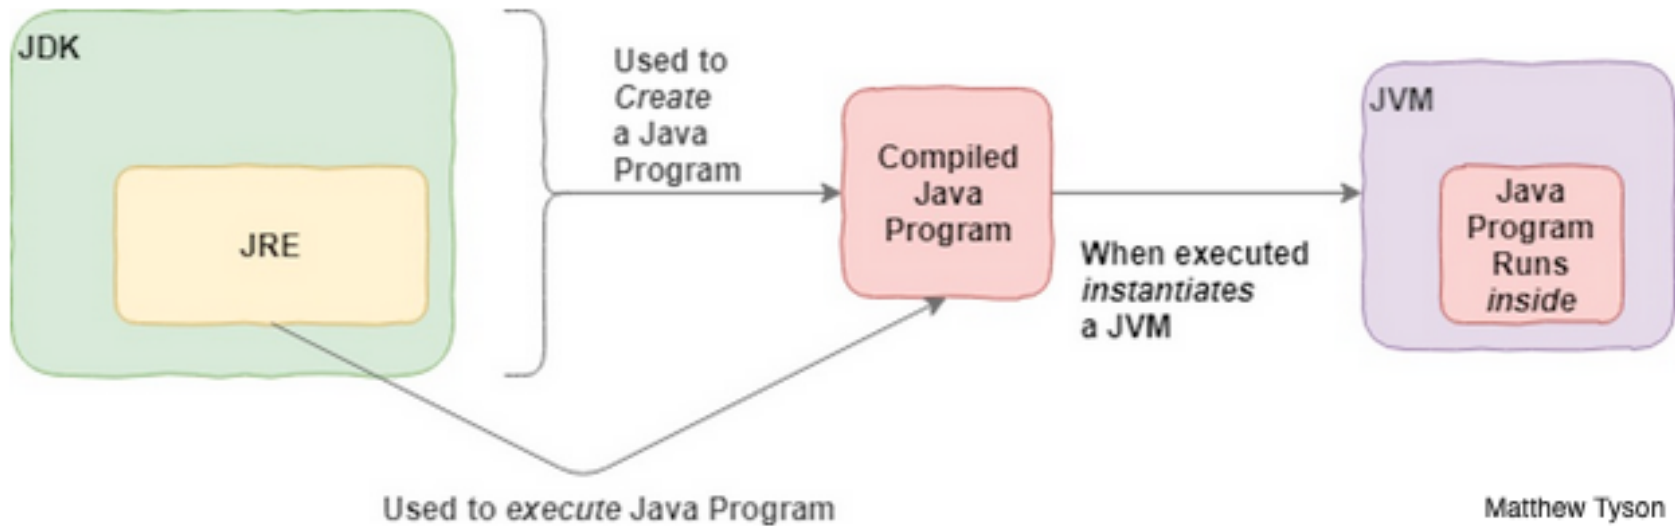 JDK
JRE
Used to
Create
a Java
Program
Compiled
Java
Program
When executed
instantiates
a JVM
JVM
Java
Program
Runs
inside
Used to execute Java Program
Matthew Tyson